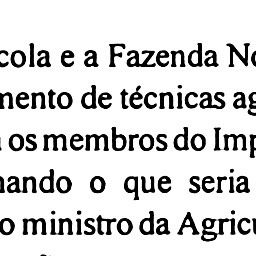 cola e a Fazenda No
mento de técnicas ag
os membros do Imp
nando o que seria
o ministro da Agricu